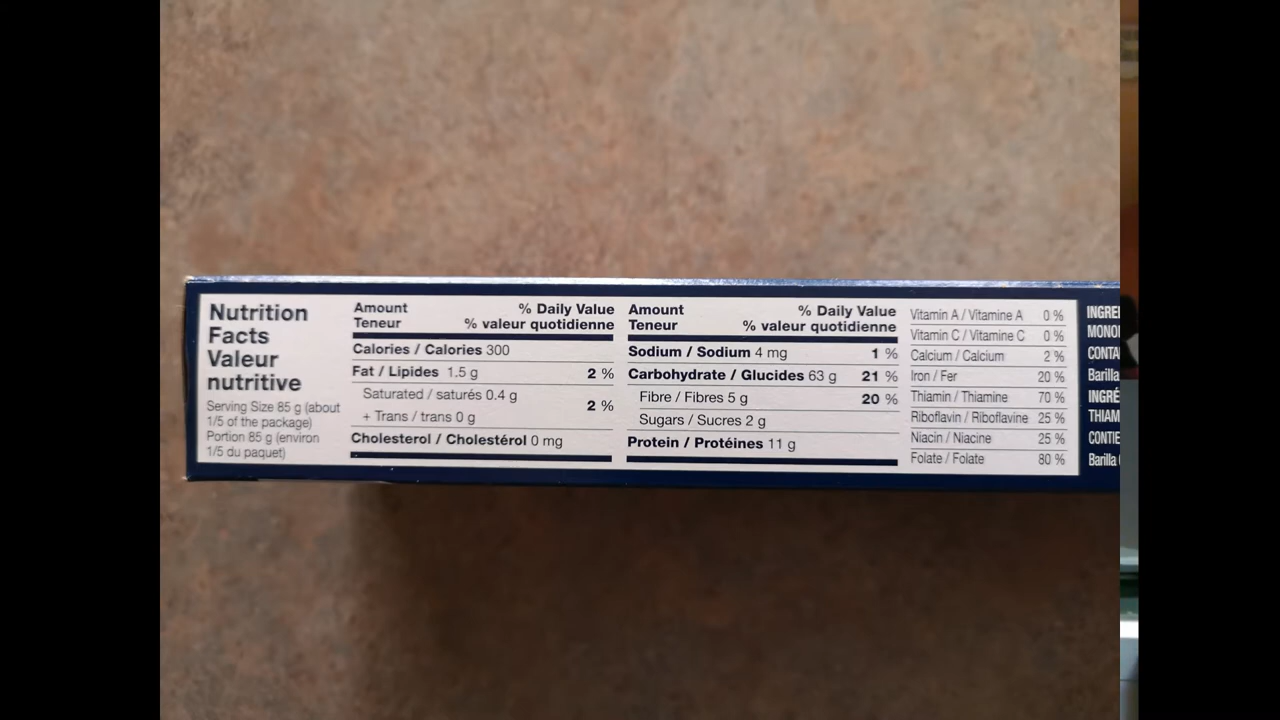 Nutrition
Facts
Valeur
nutritive
Serving Size 85 g (about
1/5 of the package)
Portion 85 g (environ
1/5 du paquet)
Amount % Daily Value
Teneur % valeur quotidienne
Calories / Calories 300
Fat / Lipides 1.5 g 2 %
Saturated / saturés 0.4 g
+ Trans / trans 0 g 2 %
Cholesterol / Cholestérol 0 mg
Amount % Daily Value
Teneur % valeur quotidienne
Sodium / Sodium 4 mg 1 %
Carbohydrate / Glucides 63 g 21 %
Fibre / Fibres 5 g 20 %
Sugars / Sucres 2 g
Protein / Protéines 11 g
Vitamin A / Vitamine A 0 %
Vitamin C / Vitamine C 0 %
Calcium / Calcium 2 %
Iron / Fer 20 %
Thiamin / Thiamine 70 %
Riboflavin / Riboflavine 25 %
Niacin / Niacine 25 %
Folate / Folate 80 %
INGRE
MONO
CONTA
Barilla
INGRÉ
THIAM
CONTIE
Barilla